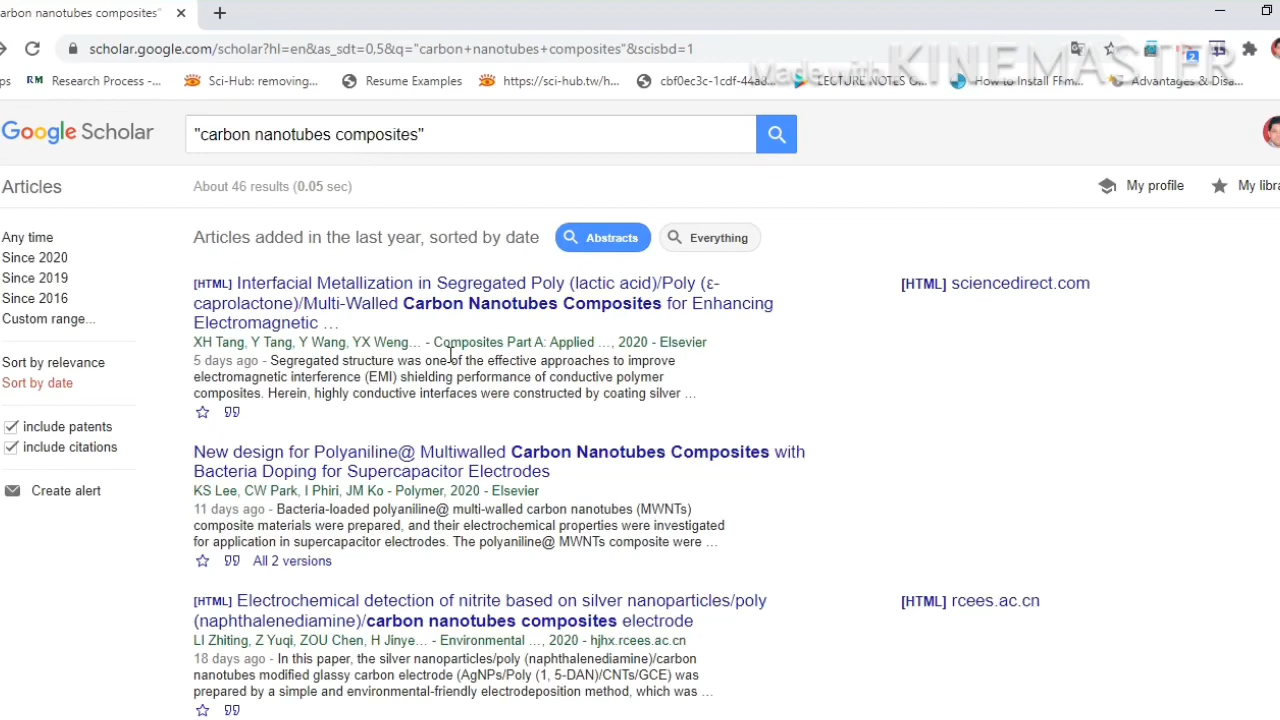 arbon nanotubes composites"
scholar.google.com/scholar?hl=en&as_sdt=0,5&q="carbon+nanotubes+composites"&scisbd=1
Made with KINEMASTER
ps RM Research Process -... Sci-Hub: removing... Resume Examples https://sci-hub.tw/h... cbf0ec3c-1cdf-44a8... LECTURE NOTES O... How to Install FFm... Advantages & Disa...
Google Scholar
"carbon nanotubes composites"
Articles
About 46 results (0.05 sec)
My profile
My libra
Any time
Since 2020
Since 2019
Since 2016
Custom range...
Sort by relevance
Sort by date
include patents
include citations
Create alert
Articles added in the last year, sorted by date Abstracts Everything
[HTML] Interfacial Metallization in Segregated Poly (lactic acid)/Poly (ε-
caprolactone)/Multi-Walled Carbon Nanotubes Composites for Enhancing
Electromagnetic …
XH Tang, Y Tang, Y Wang, YX Weng… - Composites Part A: Applied …, 2020 - Elsevier
5 days ago - Segregated structure was one of the effective approaches to improve
electromagnetic interference (EMI) shielding performance of conductive polymer
composites. Herein, highly conductive interfaces were constructed by coating silver …
[HTML] sciencedirect.com
New design for Polyaniline@ Multiwalled Carbon Nanotubes Composites with
Bacteria Doping for Supercapacitor Electrodes
KS Lee, CW Park, I Phiri, JM Ko - Polymer, 2020 - Elsevier
11 days ago - Bacteria-loaded polyaniline@ multi-walled carbon nanotubes (MWNTs)
composite materials were prepared, and their electrochemical properties were investigated
for application in supercapacitor electrodes. The polyaniline@ MWNTs composite were …
All 2 versions
[HTML] Electrochemical detection of nitrite based on silver nanoparticles/poly
(naphthalenediamine)/carbon nanotubes composites electrode
LI Zhiting, Z Yuqi, ZOU Chen, H Jinye… - Environmental …, 2020 - hjhx.rcees.ac.cn
18 days ago - In this paper, the silver nanoparticles/poly (naphthalenediamine)/carbon
nanotubes modified glassy carbon electrode (AgNPs/Poly (1, 5-DAN)/CNTs/GCE) was
prepared by a simple and environmental-friendly electrodeposition method, which was …
[HTML] rcees.ac.cn